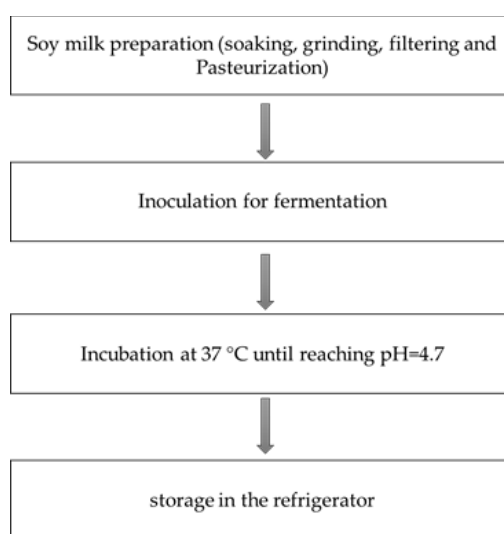 Soy milk preparation (soaking, grinding, filtering and
Pasteurization)
Inoculation for fermentation
Incubation at 37 °C until reaching pH=4.7
storage in the refrigerator